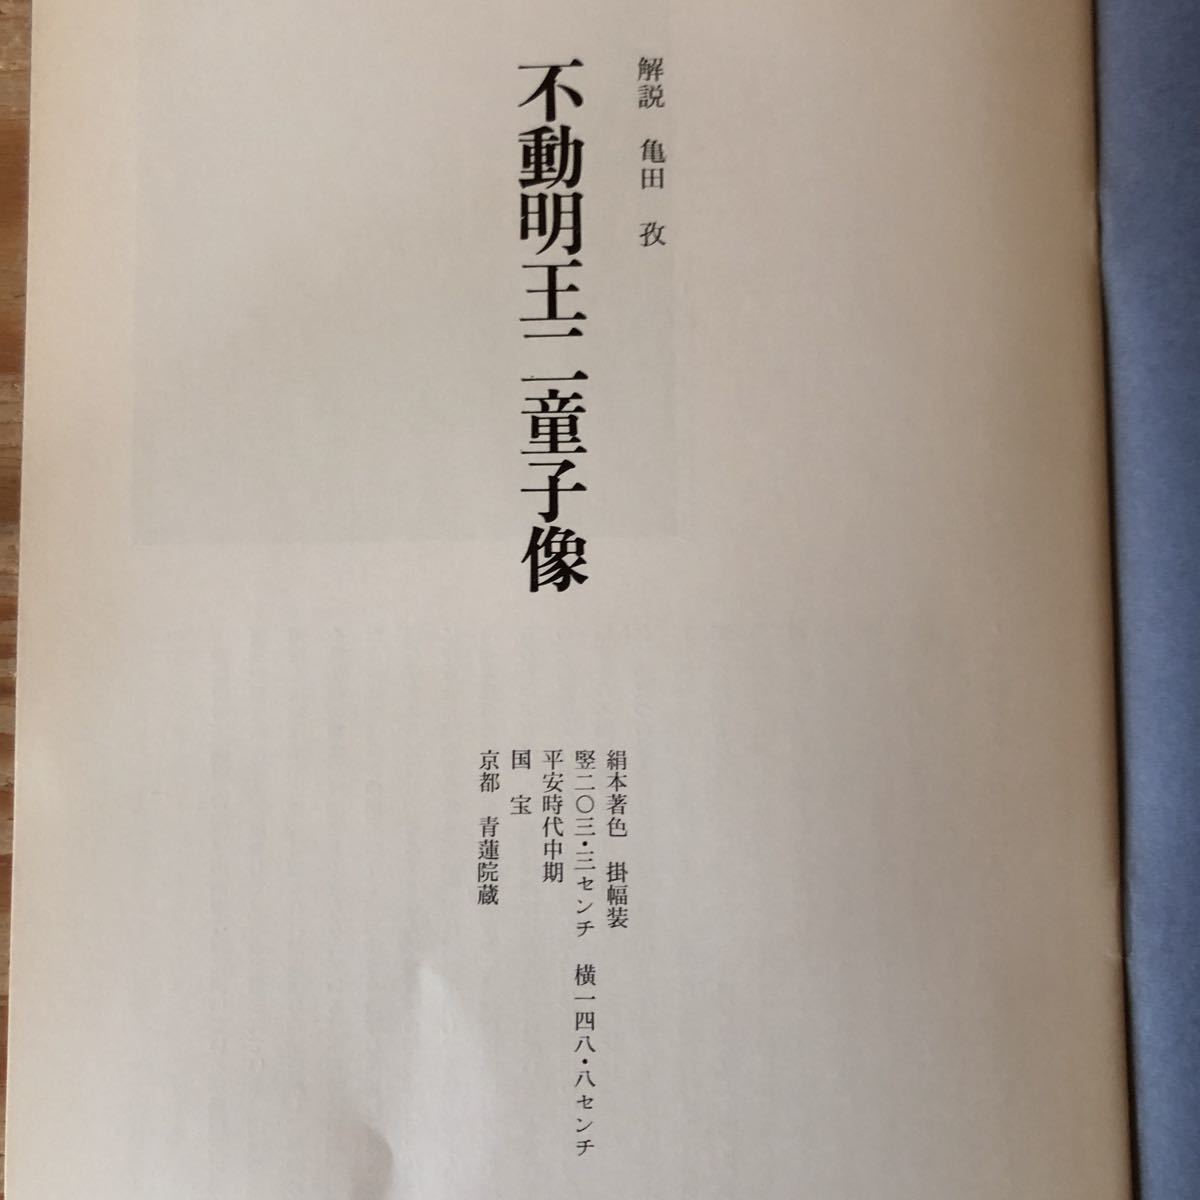 解説 亀田 孜
不動明王二童子像
絹本著色 掛幅装
竪二〇三・三センチ 横一四八・八センチ
平安時代中期
国宝
京都 青蓮院蔵